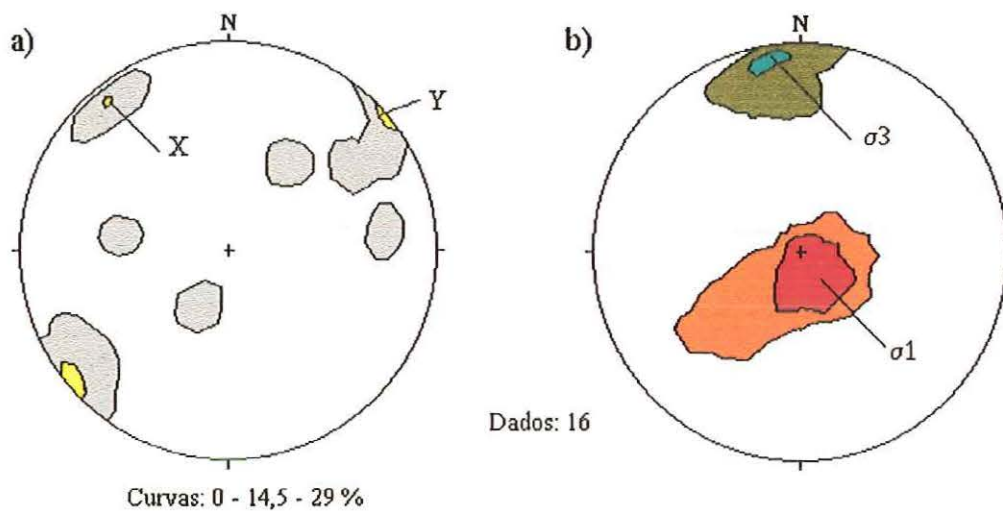 a)
N
X
Y
Curvas: 0 - 14,5 - 29 %
b)
N
σ3
σ1
Dados: 16